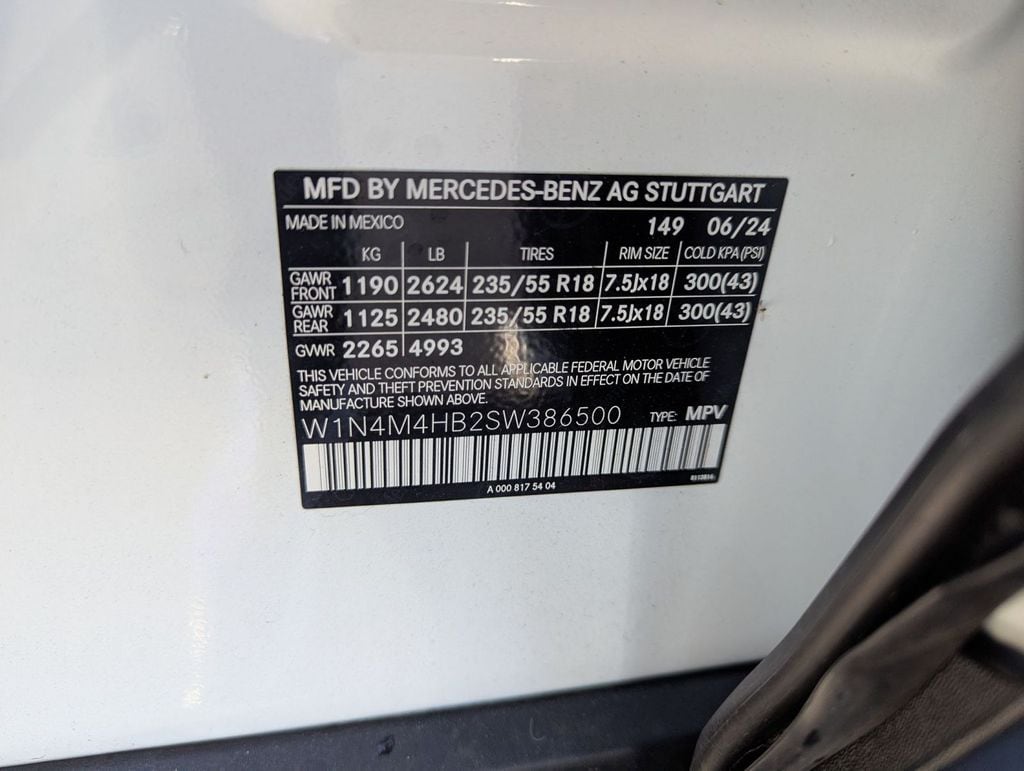 MFD BY MERCEDES-BENZ AG STUTTGART
MADE IN MEXICO 149 06/24
KG LB TIRES RIM SIZE COLD KPA (PSI)
GAWR FRONT 1190 2624 235/55 R18 7.5Jx18 300(43)
GAWR REAR 1125 2480 235/55 R18 7.5Jx18 300(43)
GVWR 2265 4993
THIS VEHICLE CONFORMS TO ALL APPLICABLE FEDERAL MOTOR VEHICLE
SAFETY AND THEFT PREVENTION STANDARDS IN EFFECT ON THE DATE OF
MANUFACTURE SHOWN ABOVE.
W1N4M4HB2SW386500 TYPE: MPV
A 000 817 54 04